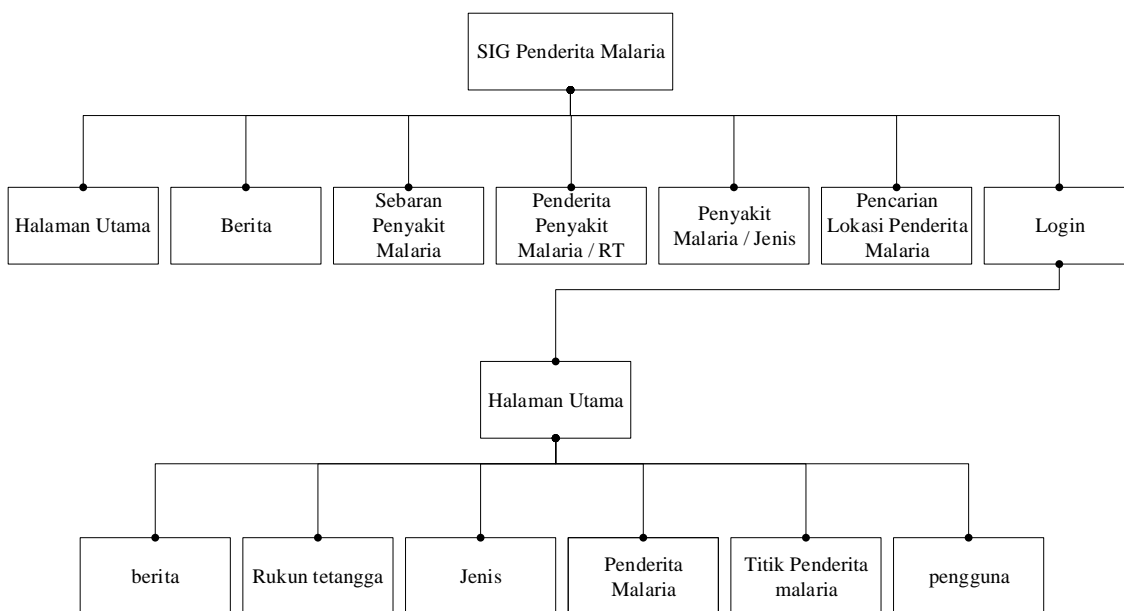 SIG Penderita Malaria
Halaman Utama
Berita
Sebaran
Penyakit
Malaria
Penderita
Penyakit
Malaria / RT
Penyakit
Malaria / Jenis
Pencarian
Lokasi Penderita
Malaria
Login
Halaman Utama
berita
Rukun tetangga
Jenis
Penderita
Malaria
Titik Penderita
malaria
pengguna